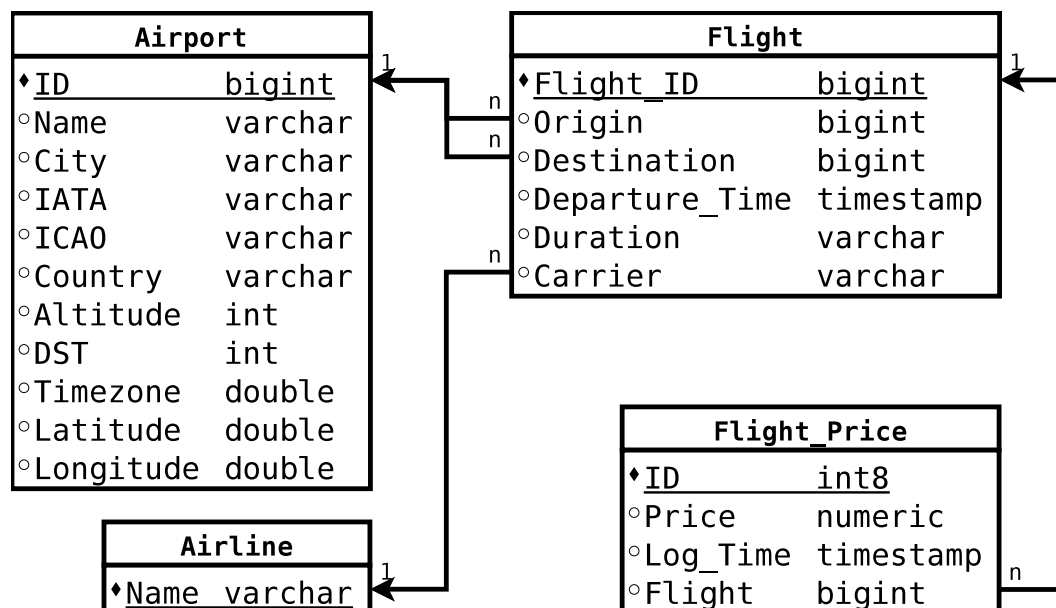 Airport
ID bigint
Name varchar
City varchar
IATA varchar
ICAO varchar
Country varchar
Altitude int
DST int
Timezone double
Latitude double
Longitude double
1
n
n
n
Flight
Flight_ID bigint
Origin bigint
Destination bigint
Departure_Time timestamp
Duration varchar
Carrier varchar
1
Airline
Name varchar
1
Flight_Price
ID int8
Price numeric
Log_Time timestamp
Flight bigint
n